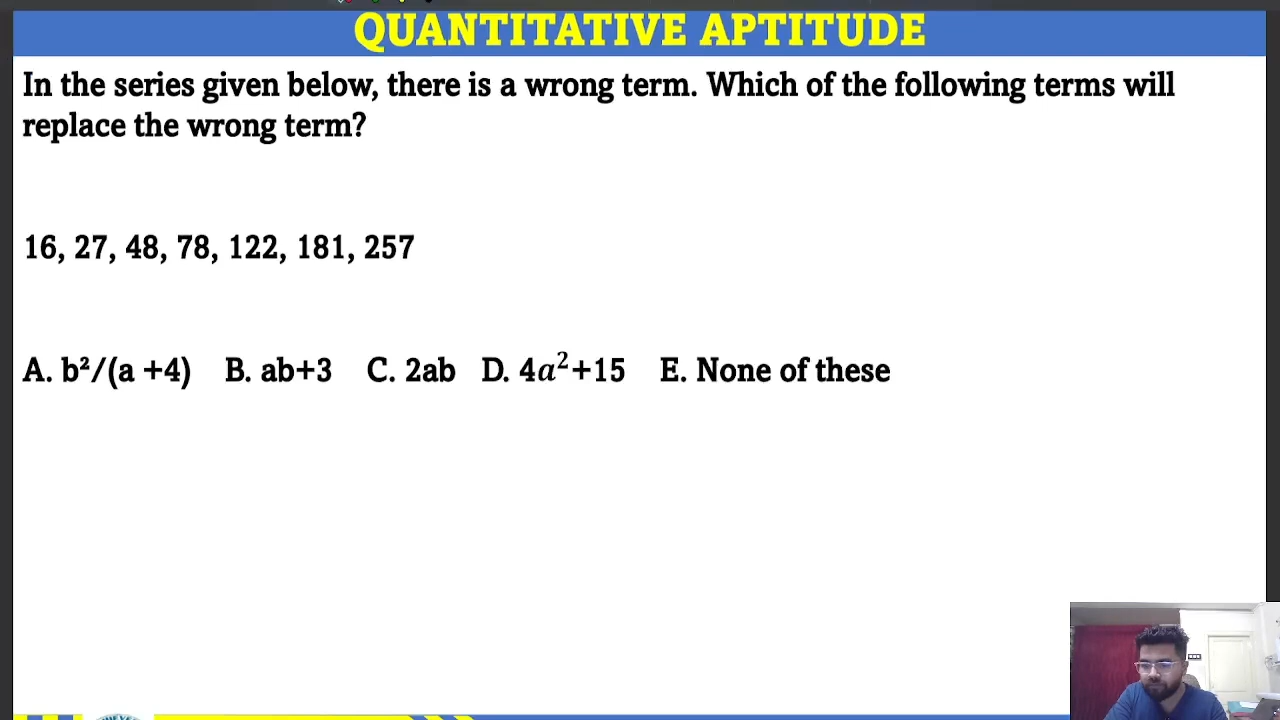 QUANTITATIVE APTITUDE
In the series given below, there is a wrong term. Which of the following terms will
replace the wrong term?
16, 27, 48, 78, 122, 181, 257
A. b²/(a +4) B. ab+3 C. 2ab D. 4a²+15 E. None of these